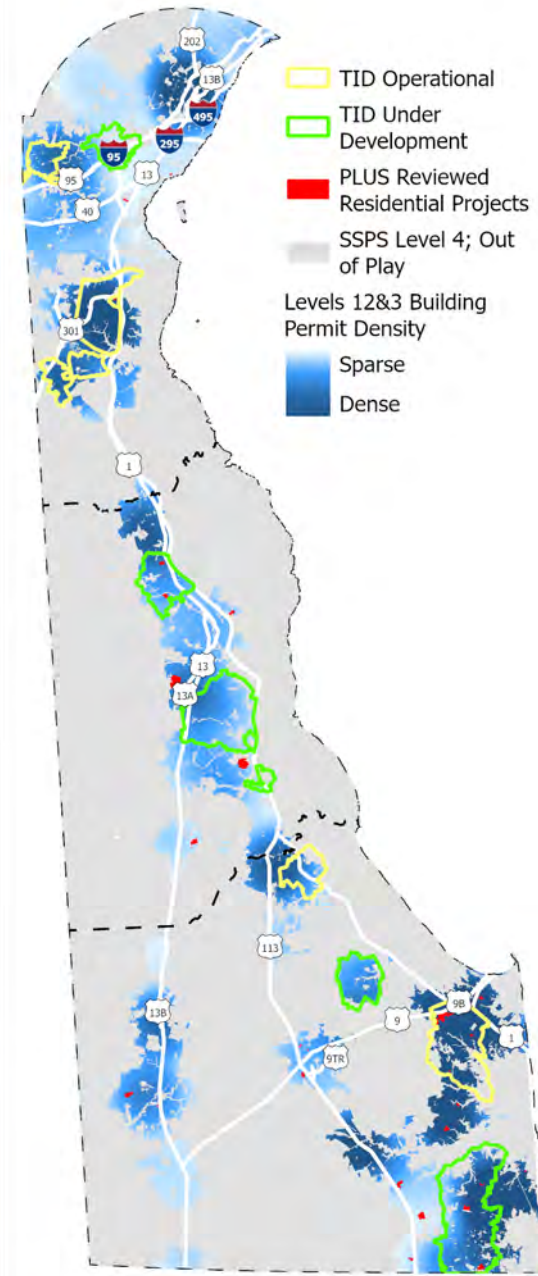 202
13B
495
295
95
13
95
40
301
1
13
13A
113
13B
9
9B
1
9TR
TID Operational
TID Under
Development
PLUS Reviewed
Residential Projects
SSPS Level 4; Out
of Play
Levels 12&3 Building
Permit Density
Sparse
Dense